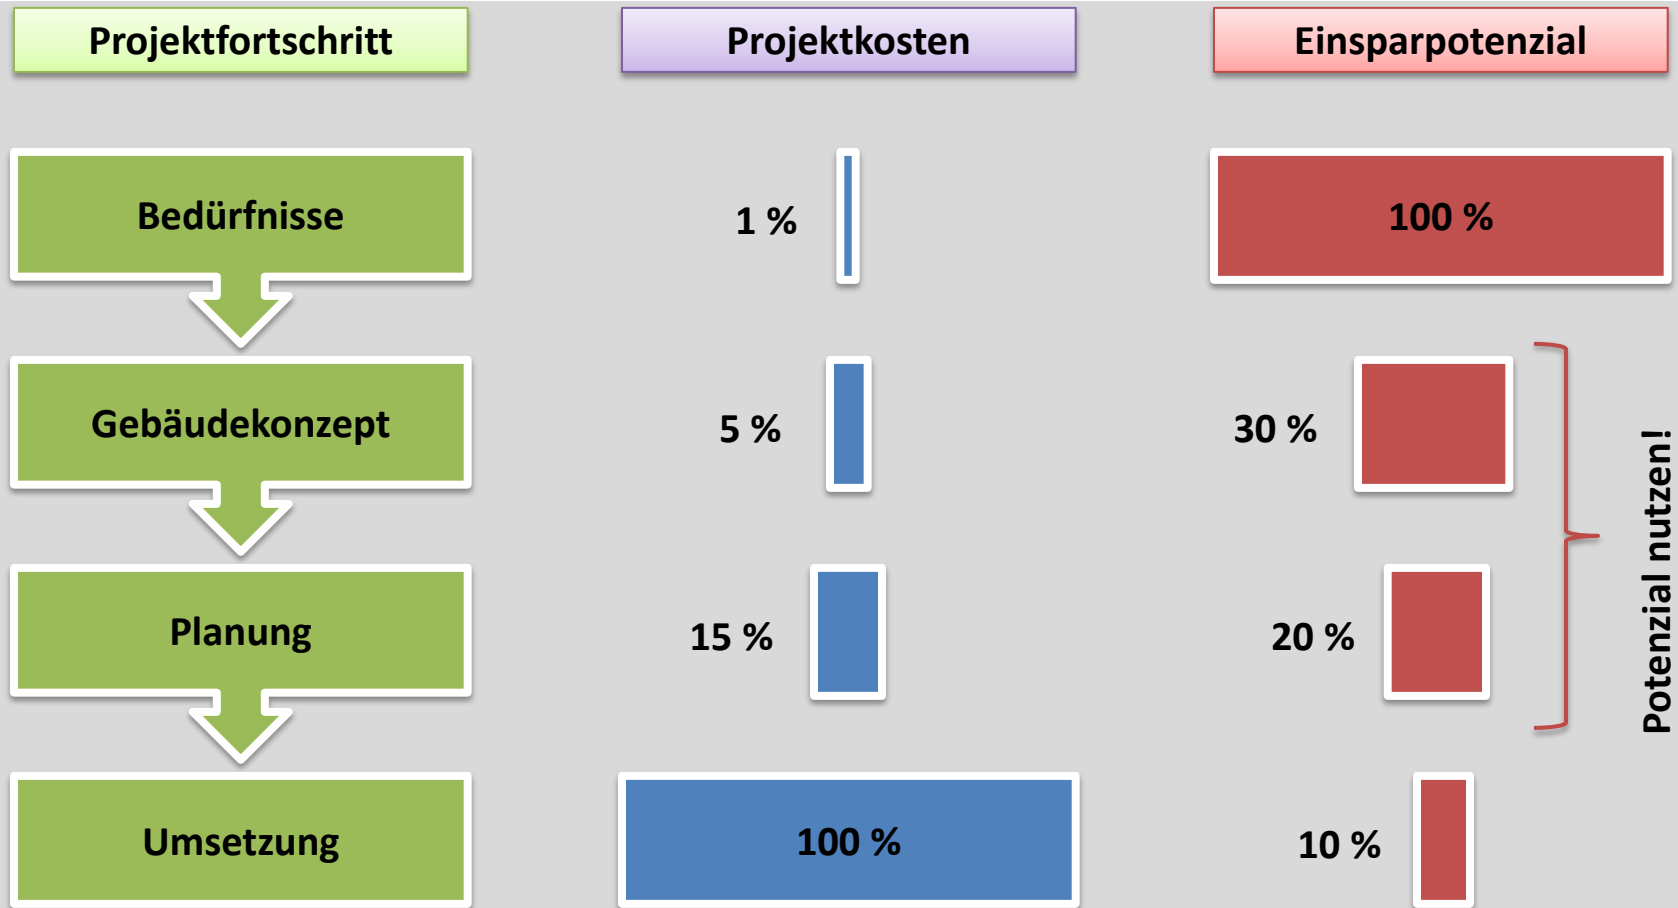 Projektfortschritt
Projektkosten
Einsparpotenzial
Bedürfnisse
1 %
100 %
Gebäudekonzept
5 %
30 %
Planung
15 %
20 %
Umsetzung
100 %
10 %
Potenzial nutzen!